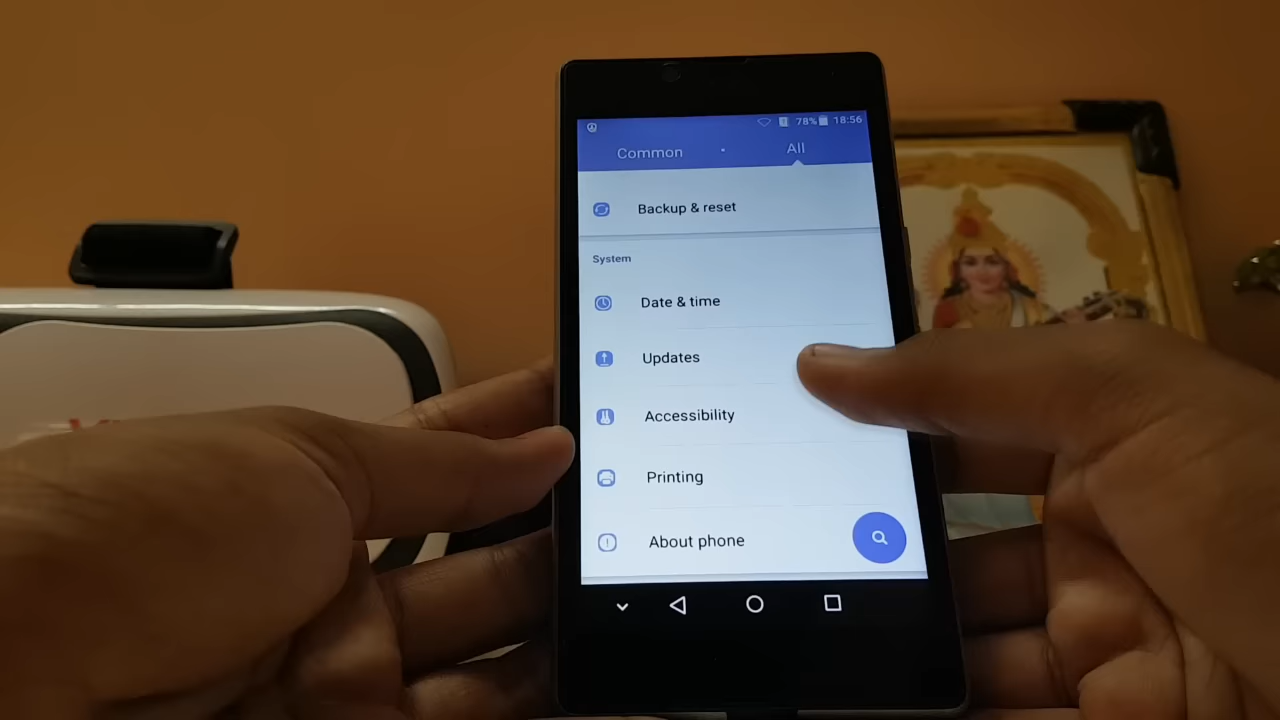 78% 18:56
Common All
Backup & reset
System
Date & time
Updates
Accessibility
Printing
About phone